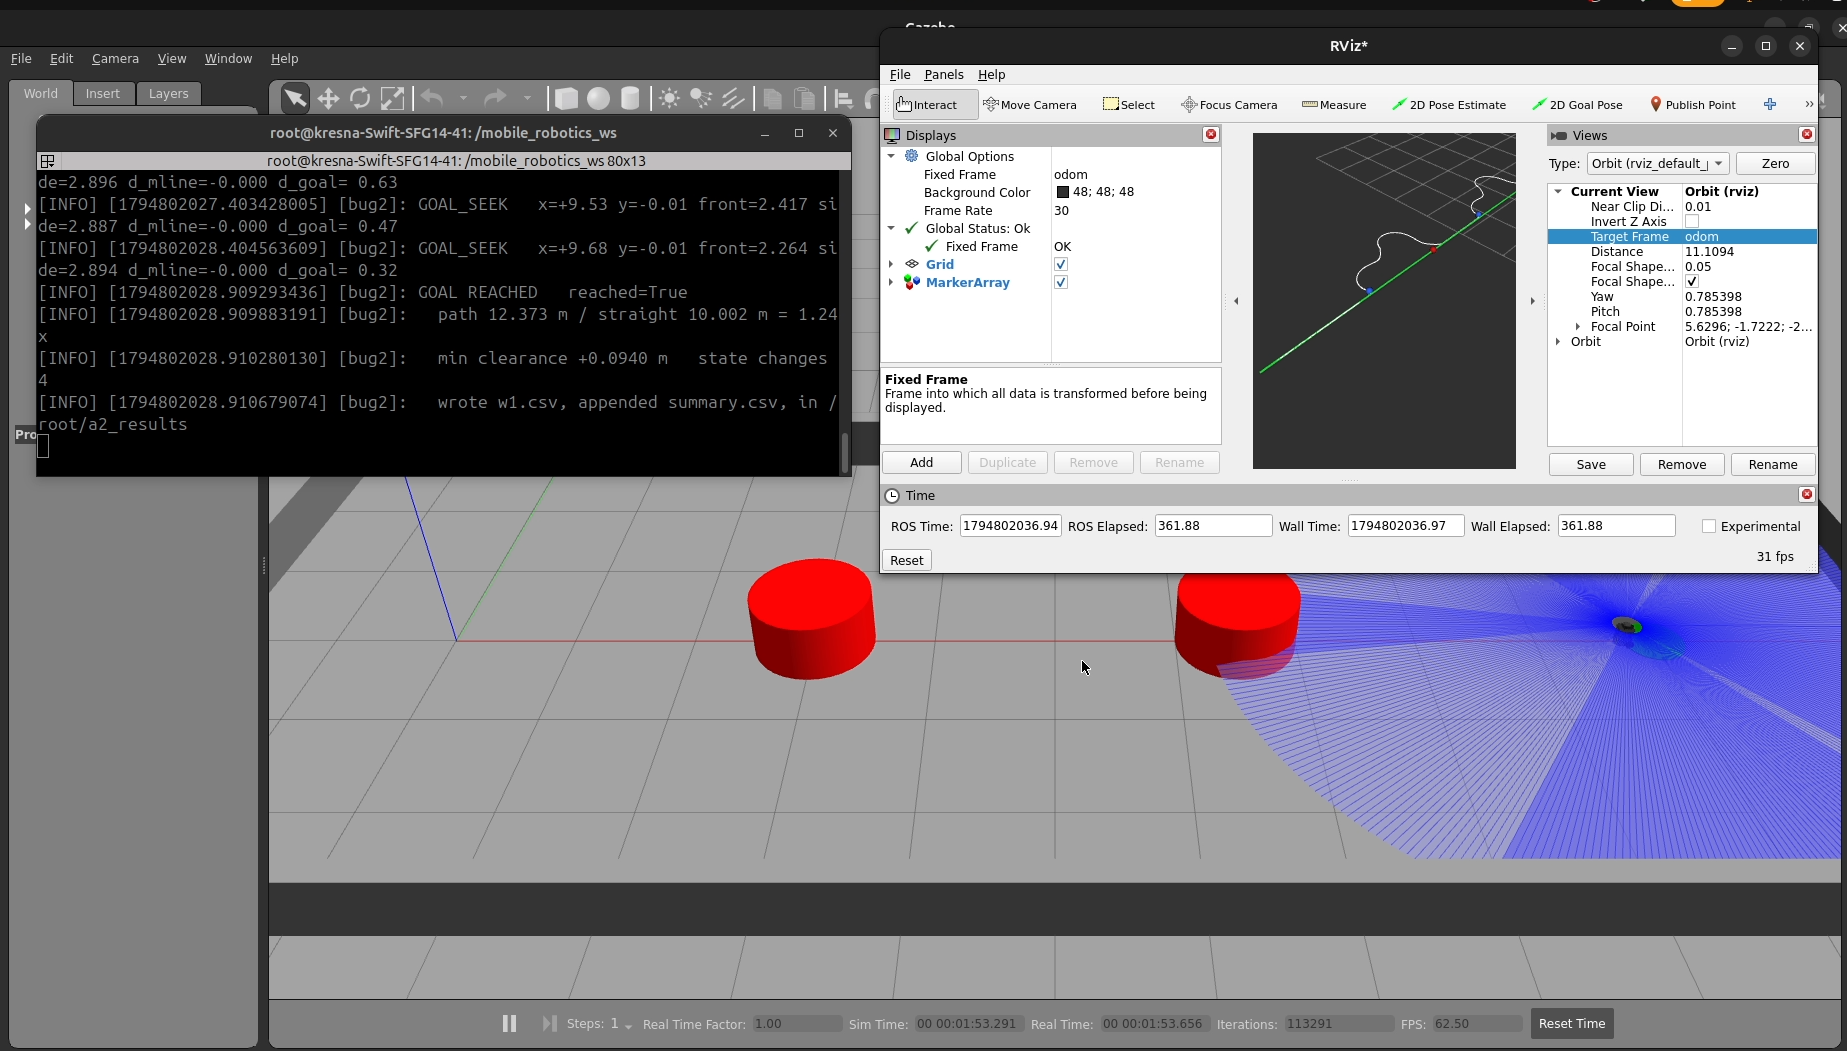 Gazebo
File Edit Camera View Window Help
World Insert Layers
root@kresna-Swift-SFG14-41: /mobile_robotics_ws
root@kresna-Swift-SFG14-41: /mobile_robotics_ws 80x13
de=2.896 d_mline=-0.000 d_goal= 0.63
[INFO] [1794802027.403428005] [bug2]: GOAL_SEEK x=+9.53 y=-0.01 front=2.417 si
de=2.887 d_mline=-0.000 d_goal= 0.47
[INFO] [1794802028.404563609] [bug2]: GOAL_SEEK x=+9.68 y=-0.01 front=2.264 si
de=2.894 d_mline=-0.000 d_goal= 0.32
[INFO] [1794802028.909293436] [bug2]: GOAL REACHED reached=True
[INFO] [1794802028.909883191] [bug2]: path 12.373 m / straight 10.002 m = 1.24
x
[INFO] [1794802028.910280130] [bug2]: min clearance +0.0940 m state changes
4
[INFO] [1794802028.910679074] [bug2]: wrote w1.csv, appended summary.csv, in /
root/a2_results
Pro
RViz*
File Panels Help
Interact Move Camera Select Focus Camera Measure 2D Pose Estimate 2D Goal Pose Publish Point
Displays
Global Options
Fixed Frame odom
Background Color 48; 48; 48
Frame Rate 30
Global Status: Ok
Fixed Frame OK
Grid
MarkerArray
Fixed Frame
Frame into which all data is transformed before being
displayed.
Add Duplicate Remove Rename
Views
Type: Orbit (rviz_default_ Zero
Current View Orbit (rviz)
Near Clip Di... 0.01
Invert Z Axis
Target Frame odom
Distance 11.1094
Focal Shape... 0.05
Focal Shape...
Yaw 0.785398
Pitch 0.785398
Focal Point 5.6296; -1.7222; -2...
Orbit Orbit (rviz)
Save Remove Rename
Time
ROS Time: 1794802036.94 ROS Elapsed: 361.88 Wall Time: 1794802036.97 Wall Elapsed: 361.88 Experimental
Reset 31 fps
Steps: 1 Real Time Factor: 1.00 Sim Time: 00 00:01:53.291 Real Time: 00 00:01:53.656 Iterations: 113291 FPS: 62.50 Reset Time